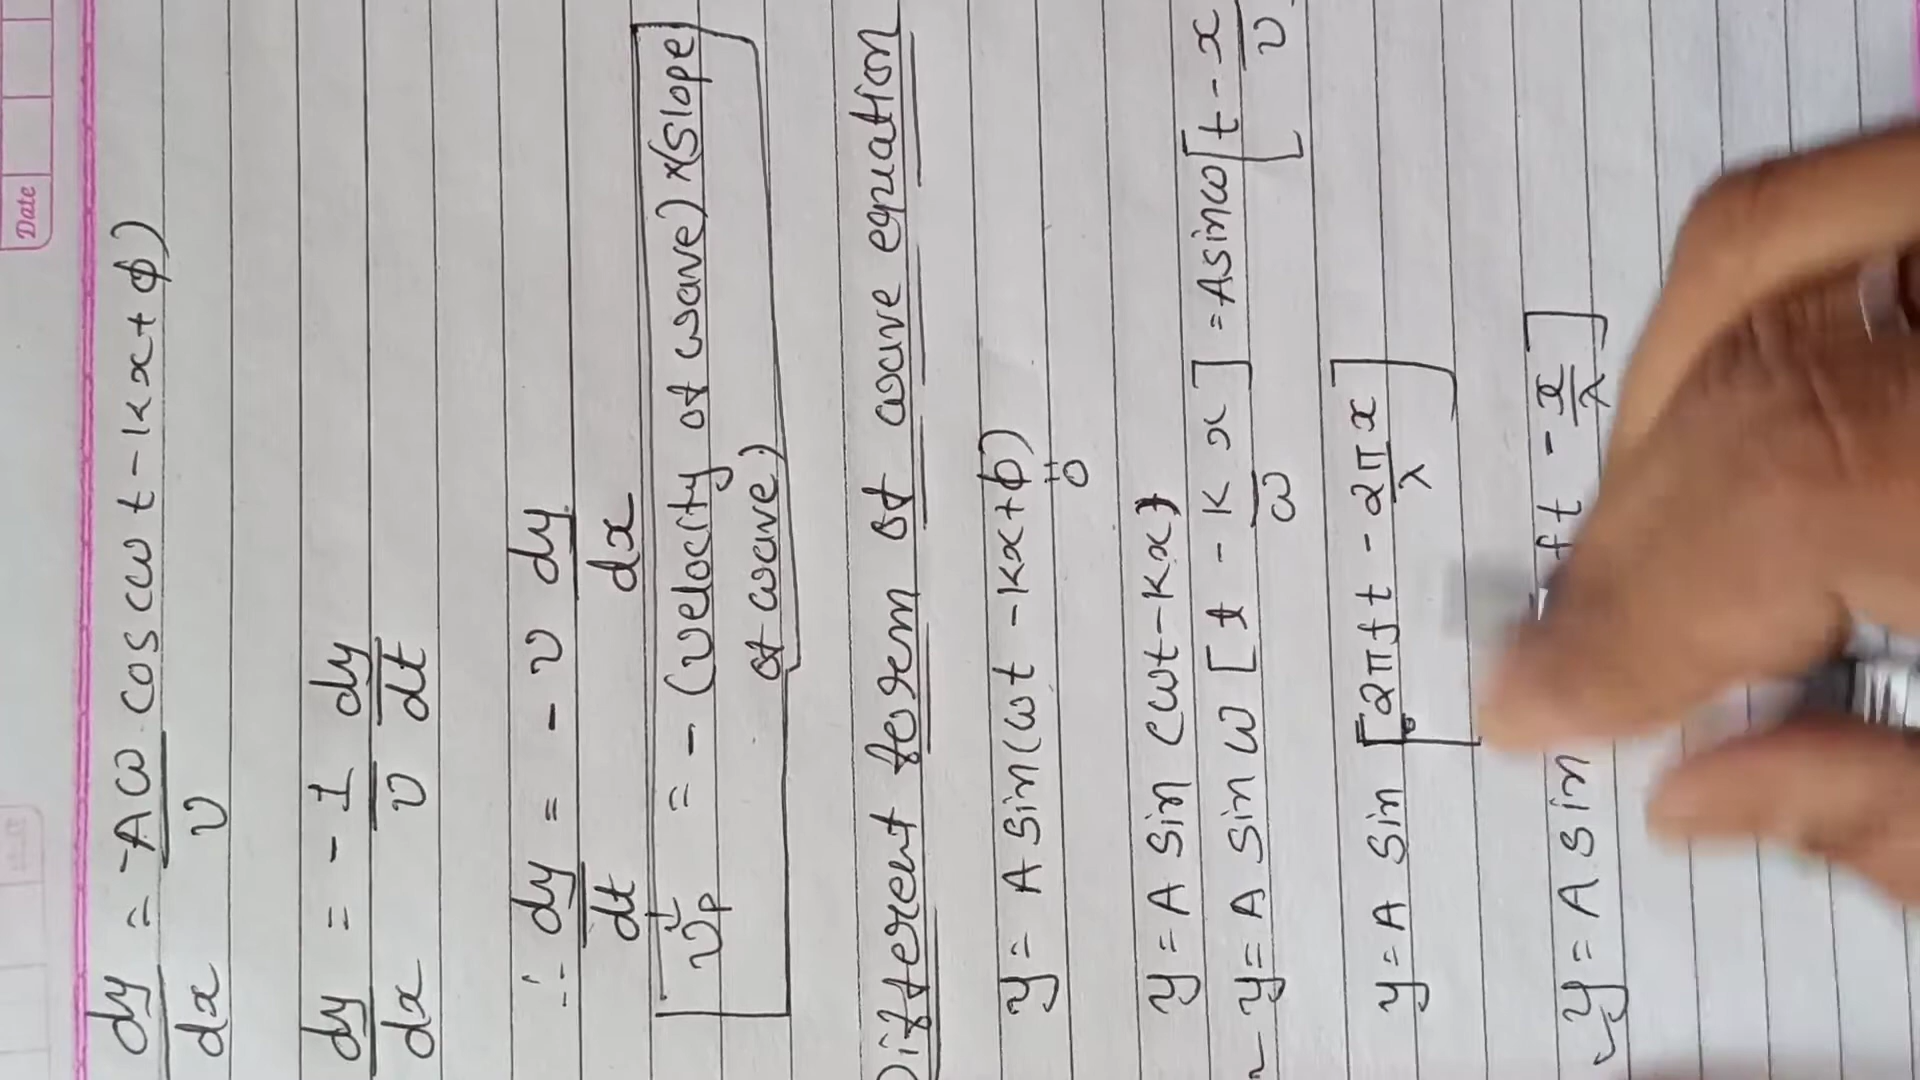 Date
dy/dx = -Aω/v cos(ωt - kx + φ)
dy/dx = - 1/v dy/dt
∴ dy/dt = - v dy/dx
v_P = - (velocity of wave) × (slope
of wave)
Different form of wave equation
y = A sin(ωt - kx + φ)
= 0
y = A sin (ωt - kx)
y = A sin ω [t - k/ω x] = A sin ω [t - x/v
y = A sin [2πft - 2π/λ x]
y = A sin ft - x/λ]